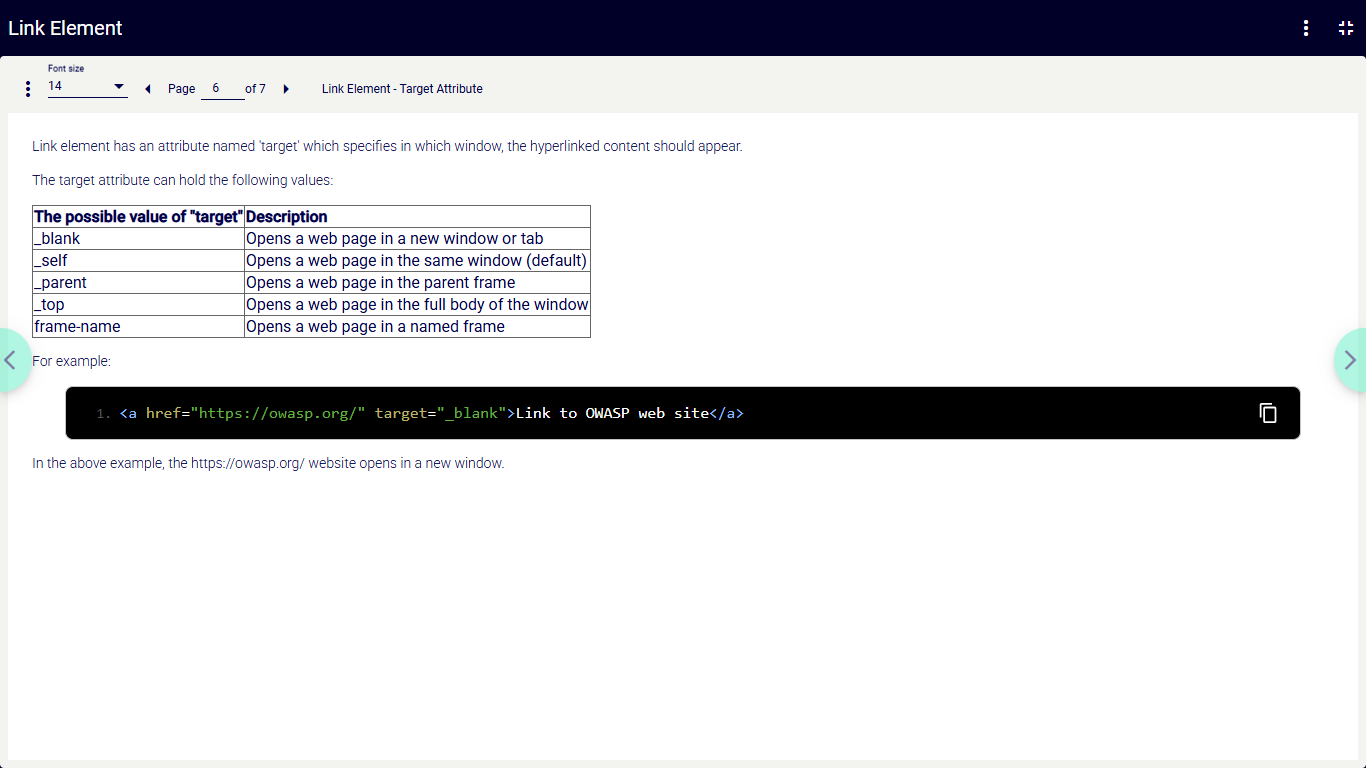 Link Element
Font size
14
Page 6 of 7
Link Element - Target Attribute
Link element has an attribute named 'target' which specifies in which window, the hyperlinked content should appear.
The target attribute can hold the following values:
The possible value of "target" Description
_blank Opens a web page in a new window or tab
_self Opens a web page in the same window (default)
_parent Opens a web page in the parent frame
_top Opens a web page in the full body of the window
frame-name Opens a web page in a named frame
For example:
1. <a href="https://owasp.org/" target="_blank">Link to OWASP web site</a>
In the above example, the https://owasp.org/ website opens in a new window.